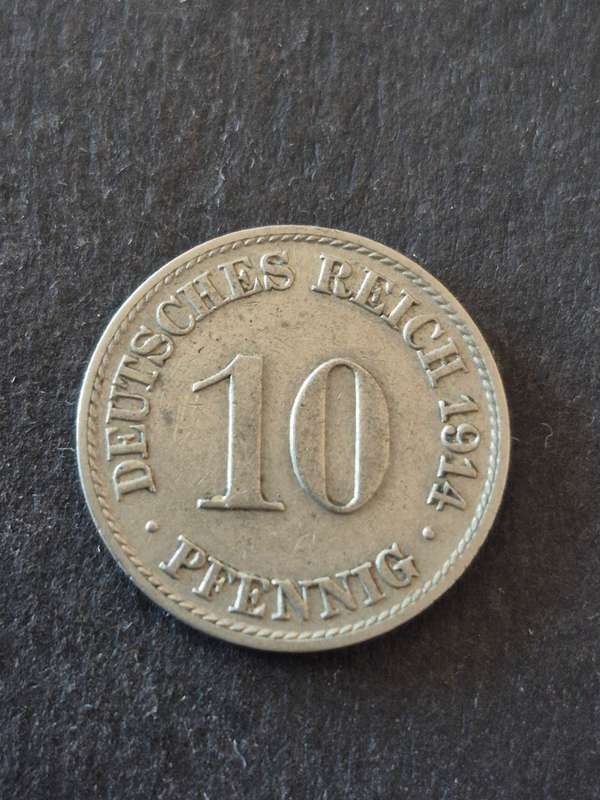 DEUTSCHES REICH 1914
10
• PFENNIG •